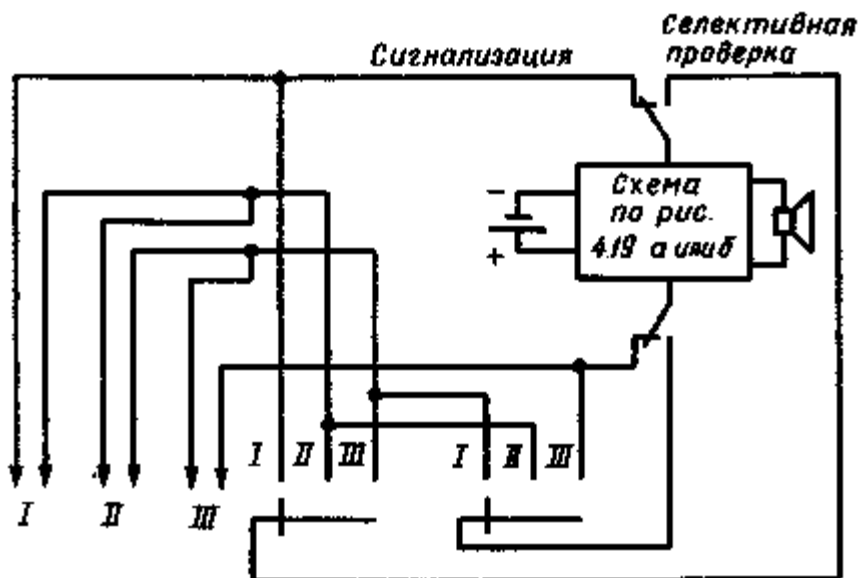 Селективная
проверка
Сигнализация
Схема
по рис.
4.19 а или б
−
+
I II III I II III
I II III